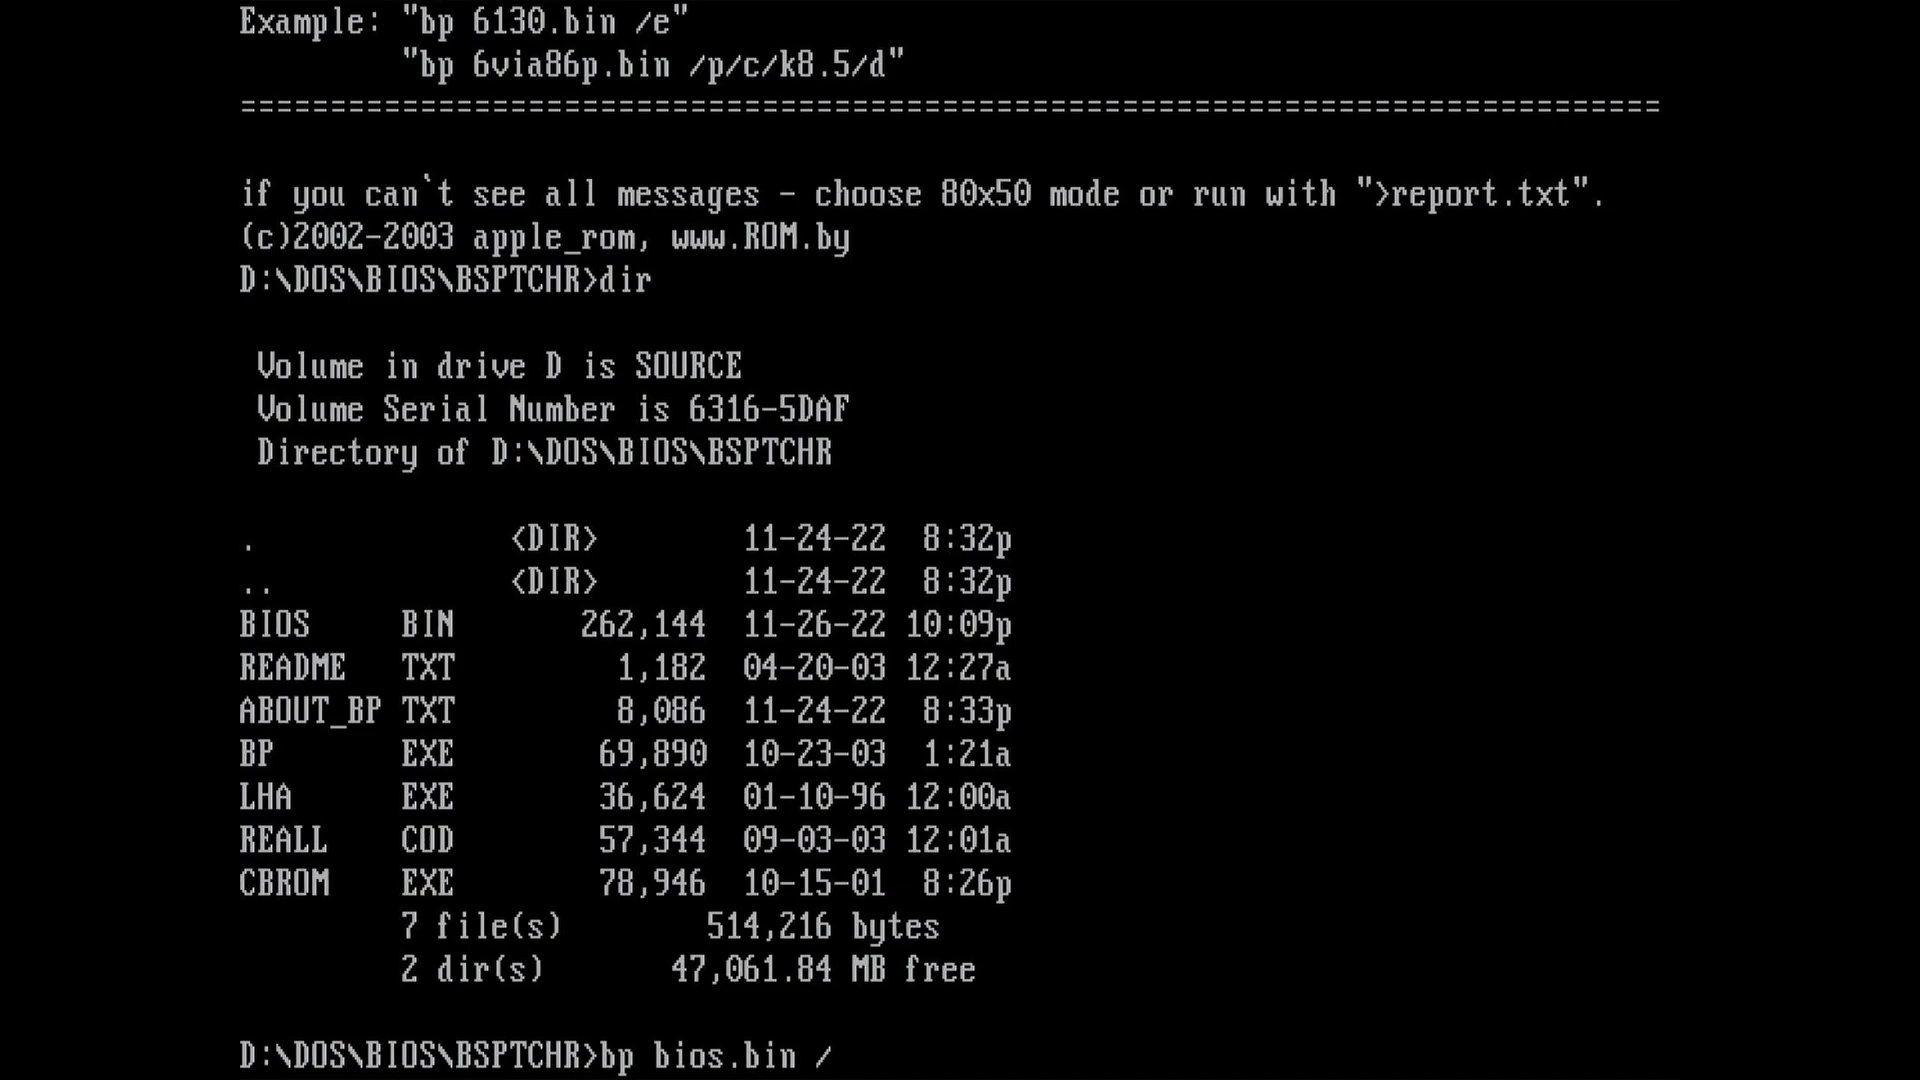 Example: "bp 6130.bin /e"
"bp 6via86p.bin /p/c/k8.5/d"
===============================================================================
if you can`t see all messages - choose 80x50 mode or run with ">report.txt".
(c)2002-2003 apple_rom, www.ROM.by
D:\DOS\BIOS\BSPTCHR>dir
Volume in drive D is SOURCE
Volume Serial Number is 6316-5DAF
Directory of D:\DOS\BIOS\BSPTCHR
. <DIR> 11-24-22 8:32p
.. <DIR> 11-24-22 8:32p
BIOS BIN 262,144 11-26-22 10:09p
README TXT 1,182 04-20-03 12:27a
ABOUT_BP TXT 8,086 11-24-22 8:33p
BP EXE 69,890 10-23-03 1:21a
LHA EXE 36,624 01-10-96 12:00a
REALL COD 57,344 09-03-03 12:01a
CBROM EXE 78,946 10-15-01 8:26p
7 file(s) 514,216 bytes
2 dir(s) 47,061.84 MB free
D:\DOS\BIOS\BSPTCHR>bp bios.bin /